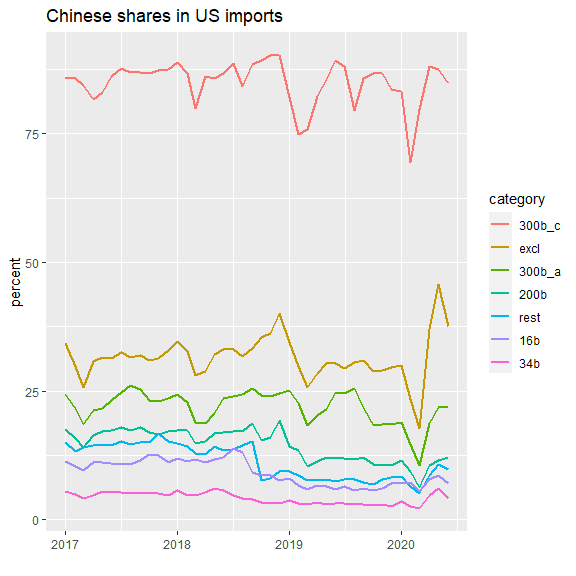 Chinese shares in US imports
percent
75
50
25
0
2017
2018
2019
2020
category
300b_c
excl
300b_a
200b
rest
16b
34b